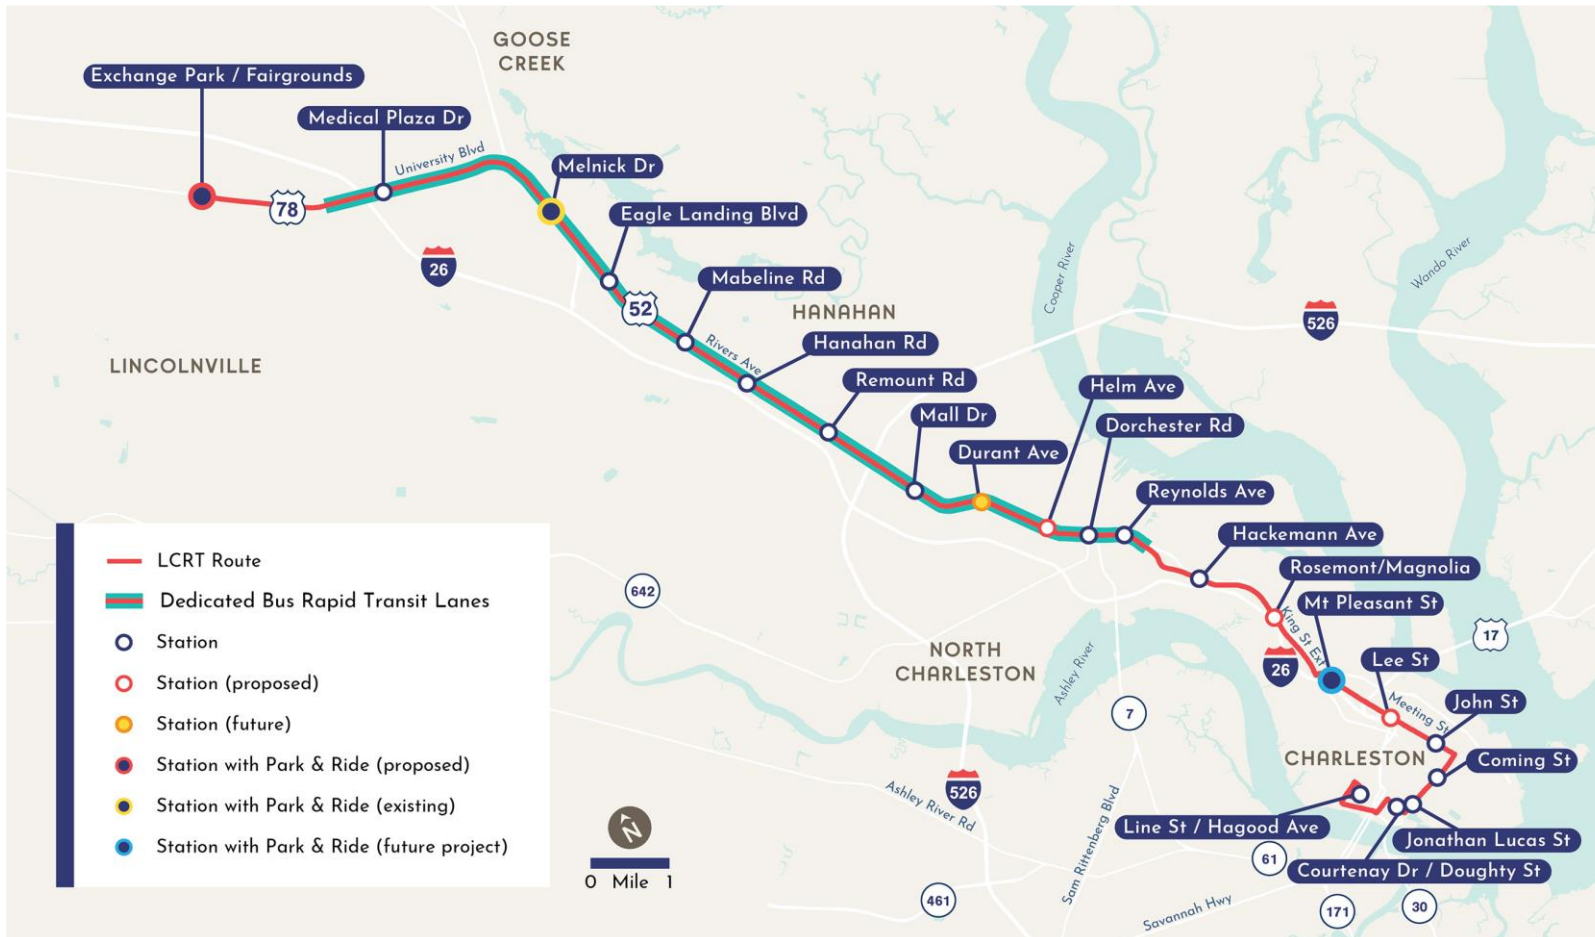 GOOSE
CREEK
Exchange Park / Fairgrounds
Medical Plaza Dr
University Blvd
Melnick Dr
78
Eagle Landing Blvd
26
Mabeline Rd
52
HANAHAN
Cooper River
Wando River
526
Rivers Ave
Hanahan Rd
LINCOLNVILLE
Remount Rd
Helm Ave
Mall Dr
Dorchester Rd
Durant Ave
Reynolds Ave
Hackemann Ave
Rosemont/Magnolia
Mt Pleasant St
King St Ext
26
17
Lee St
Meeting St
John St
CHARLESTON
Coming St
642
NORTH
CHARLESTON
Ashley River
7
526
Ashley River Rd
Sam Rittenberg Blvd
Line St / Hagood Ave
Jonathan Lucas St
61
Courtenay Dr / Doughty St
461
Savannah Hwy
171
30
LCRT Route
Dedicated Bus Rapid Transit Lanes
Station
Station (proposed)
Station (future)
Station with Park & Ride (proposed)
Station with Park & Ride (existing)
Station with Park & Ride (future project)
N
0 Mile 1